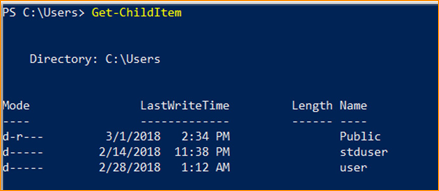 PS C:\Users> Get-ChildItem
Directory: C:\Users
Mode LastWriteTime Length Name
---- ------------- ------ ----
d-r--- 3/1/2018 2:34 PM Public
d----- 2/14/2018 11:38 PM stduser
d----- 2/28/2018 1:12 AM user